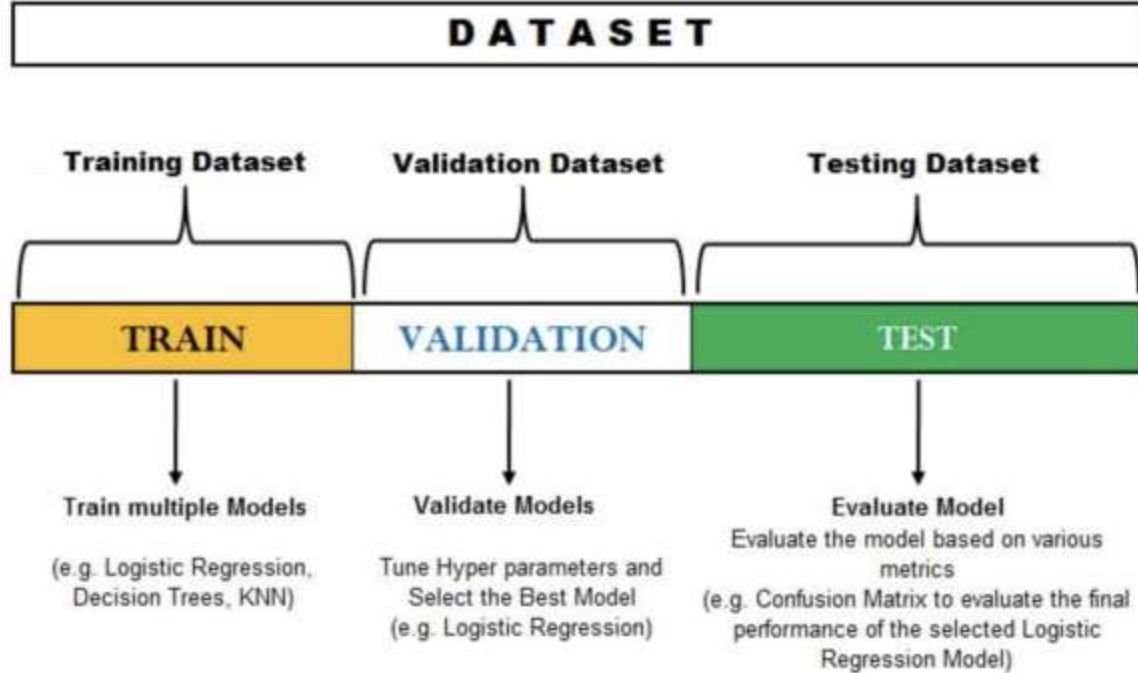 DATASET
Training Dataset
Validation Dataset
Testing Dataset
TRAIN
VALIDATION
TEST
Train multiple Models
(e.g. Logistic Regression,
Decision Trees, KNN)
Validate Models
Tune Hyper parameters and
Select the Best Model
(e.g. Logistic Regression)
Evaluate Model
Evaluate the model based on various
metrics
(e.g. Confusion Matrix to evaluate the final
performance of the selected Logistic
Regression Model)